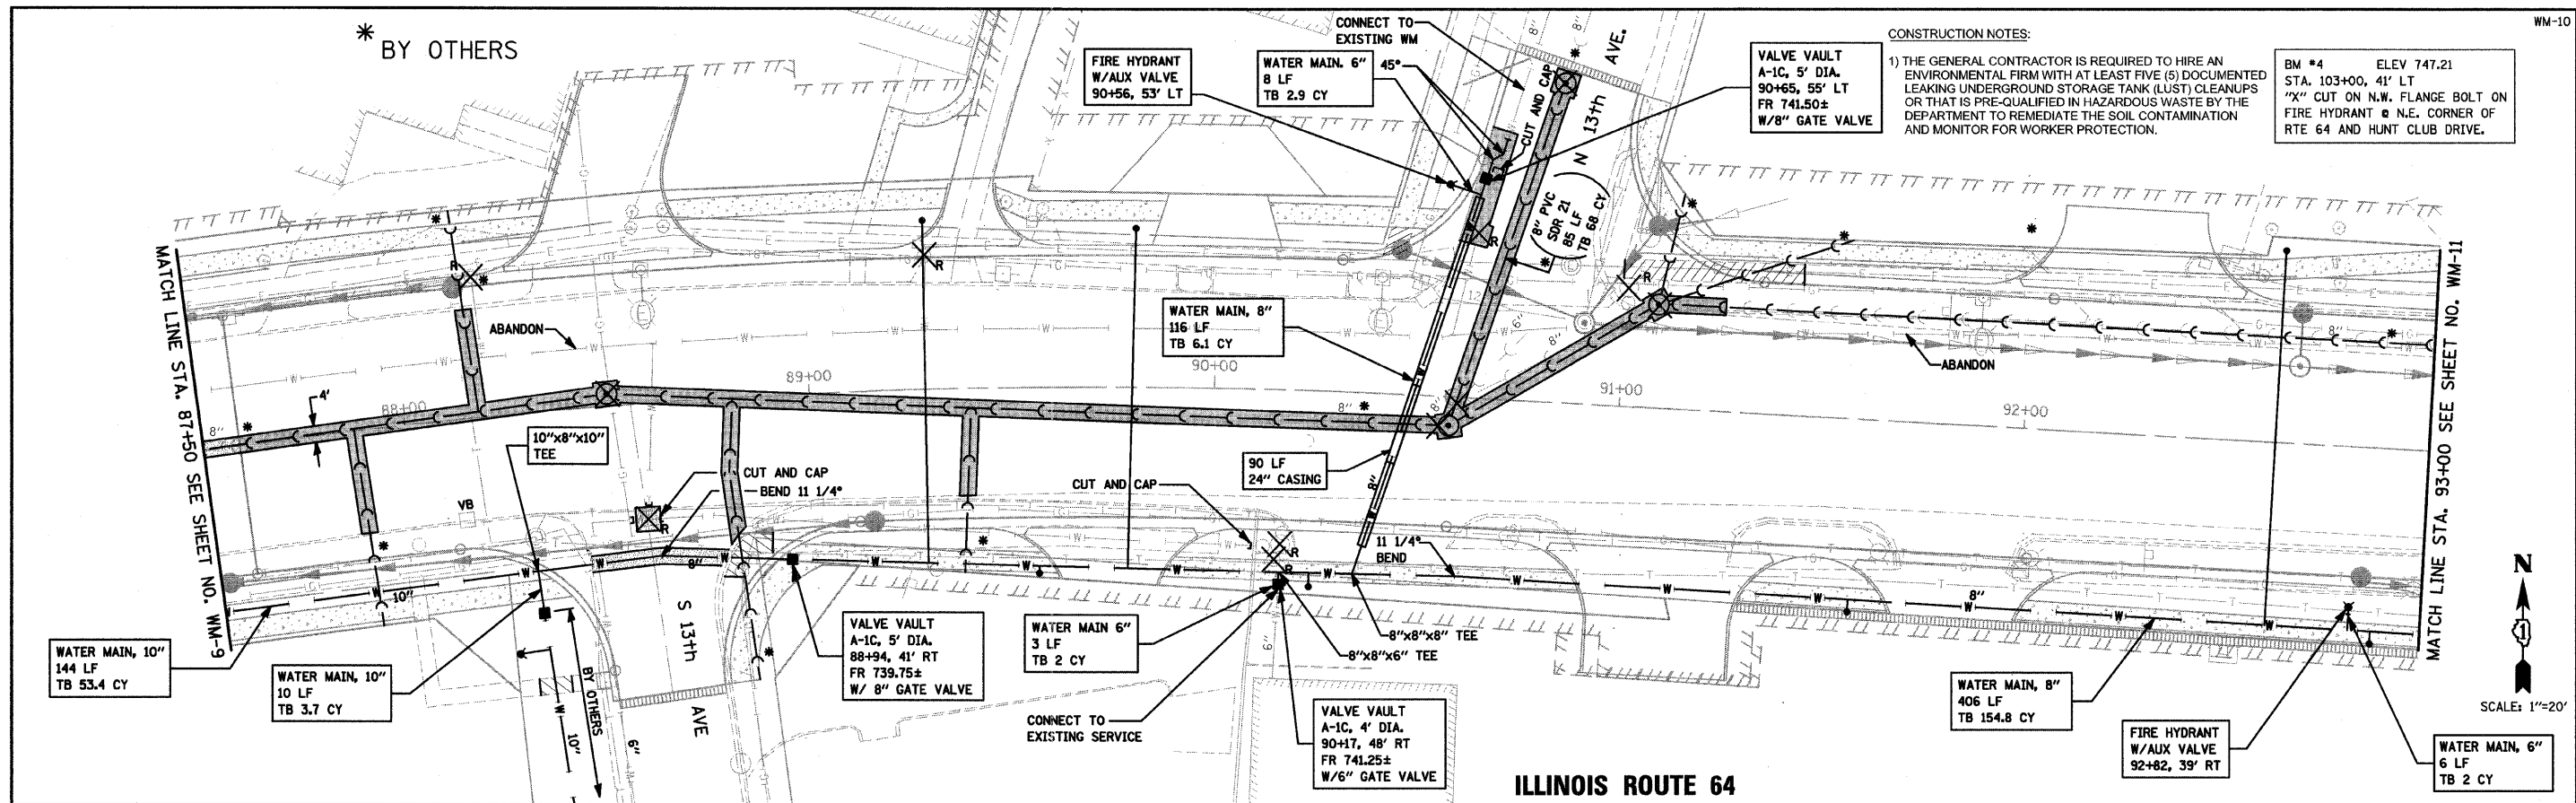 WM-10
* BY OTHERS
CONNECT TO
EXISTING WM
FIRE HYDRANT
W/AUX VALVE
90+56, 53' LT
WATER MAIN. 6"
8 LF
TB 2.9 CY
45°
CUT AND CAP
N 13th AVE.
8"
8"
VALVE VAULT
A-1C, 5' DIA.
90+65, 55' LT
FR 741.50±
W/8" GATE VALVE
CONSTRUCTION NOTES:
1) THE GENERAL CONTRACTOR IS REQUIRED TO HIRE AN
ENVIRONMENTAL FIRM WITH AT LEAST FIVE (5) DOCUMENTED
LEAKING UNDERGROUND STORAGE TANK (LUST) CLEANUPS
OR THAT IS PRE-QUALIFIED IN HAZARDOUS WASTE BY THE
DEPARTMENT TO REMEDIATE THE SOIL CONTAMINATION
AND MONITOR FOR WORKER PROTECTION.
BM #4 ELEV 747.21
STA. 103+00, 41' LT
"X" CUT ON N.W. FLANGE BOLT ON
FIRE HYDRANT @ N.E. CORNER OF
RTE 64 AND HUNT CLUB DRIVE.
8" PVC
SDR 21
85 LF
TB 68 CY
*
MATCH LINE STA. 87+50 SEE SHEET NO. WM-9
MATCH LINE STA. 93+00 SEE SHEET NO. WM-11
R
R
R
R
ABANDON
WATER MAIN, 8"
116 LF
TB 6.1 CY
ABANDON
4'
8"
88+00
89+00
90+00
91+00
92+00
8" *
10"x8"x10"
TEE
VB
CUT AND CAP
BEND 11 1/4°
R
CUT AND CAP
90 LF
24" CASING
8"
11 1/4°
BEND
R
R
8"
10"
8"
WATER MAIN, 10"
144 LF
TB 53.4 CY
WATER MAIN, 10"
10 LF
TB 3.7 CY
BY OTHERS
10"
6"
S 13th AVE
VALVE VAULT
A-1C, 5' DIA.
88+94, 41' RT
FR 739.75±
W/ 8" GATE VALVE
WATER MAIN 6"
3 LF
TB 2 CY
8"x8"x8" TEE
8"x8"x6" TEE
6"
CONNECT TO
EXISTING SERVICE
VALVE VAULT
A-1C, 4' DIA.
90+17, 48' RT
FR 741.25±
W/6" GATE VALVE
WATER MAIN, 8"
406 LF
TB 154.8 CY
FIRE HYDRANT
W/AUX VALVE
92+82, 39' RT
WATER MAIN, 6"
6 LF
TB 2 CY
N
SCALE: 1"=20'
ILLINOIS ROUTE 64